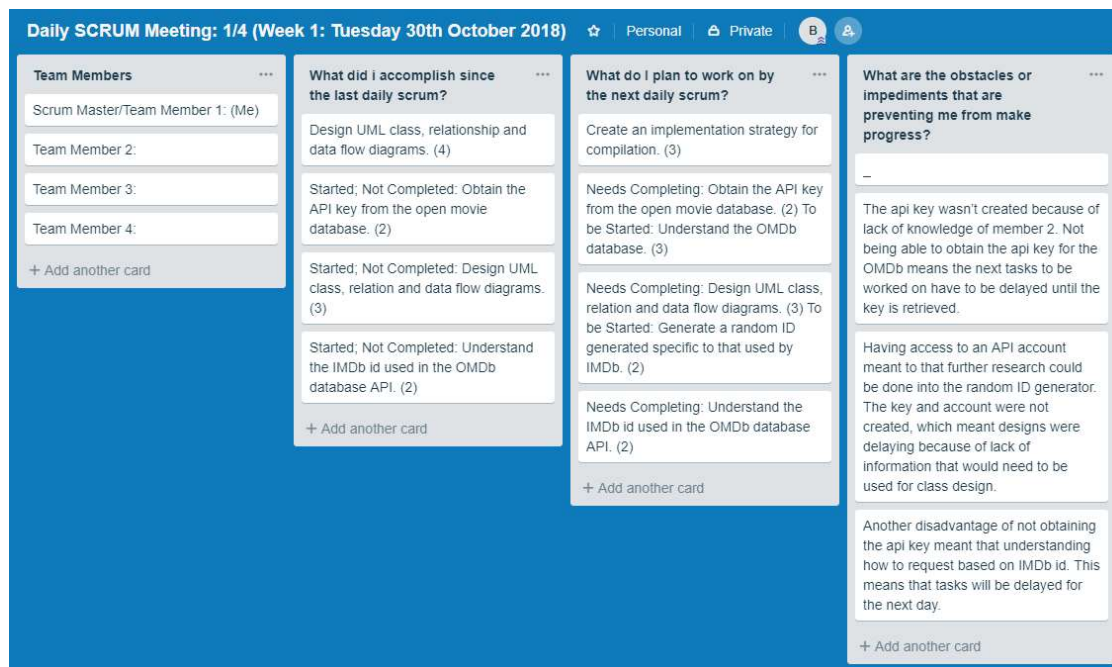 Daily SCRUM Meeting: 1/4 (Week 1: Tuesday 30th October 2018)
Personal
Private
B
Team Members
Scrum Master/Team Member 1: (Me)
Team Member 2:
Team Member 3:
Team Member 4:
+ Add another card
What did i accomplish since
the last daily scrum?
Design UML class, relationship and
data flow diagrams. (4)
Started; Not Completed: Obtain the
API key from the open movie
database. (2)
Started; Not Completed: Design UML
class, relation and data flow diagrams.
(3)
Started; Not Completed: Understand
the IMDb id used in the OMDb
database API. (2)
+ Add another card
What do I plan to work on by
the next daily scrum?
Create an implementation strategy for
compilation. (3)
Needs Completing: Obtain the API key
from the open movie database. (2) To
be Started: Understand the OMDb
database. (3)
Needs Completing: Design UML class,
relation and data flow diagrams. (3) To
be Started: Generate a random ID
generated specific to that used by
IMDb. (2)
Needs Completing: Understand the
IMDb id used in the OMDb database
API. (2)
+ Add another card
What are the obstacles or
impediments that are
preventing me from make
progress?
_
The api key wasn't created because of
lack of knowledge of member 2. Not
being able to obtain the api key for the
OMDb means the next tasks to be
worked on have to be delayed until the
key is retrieved.
Having access to an API account
meant to that further research could
be done into the random ID generator.
The key and account were not
created, which meant designs were
delaying because of lack of
information that would need to be
used for class design.
Another disadvantage of not obtaining
the api key meant that understanding
how to request based on IMDb id. This
means that tasks will be delayed for
the next day.
+ Add another card